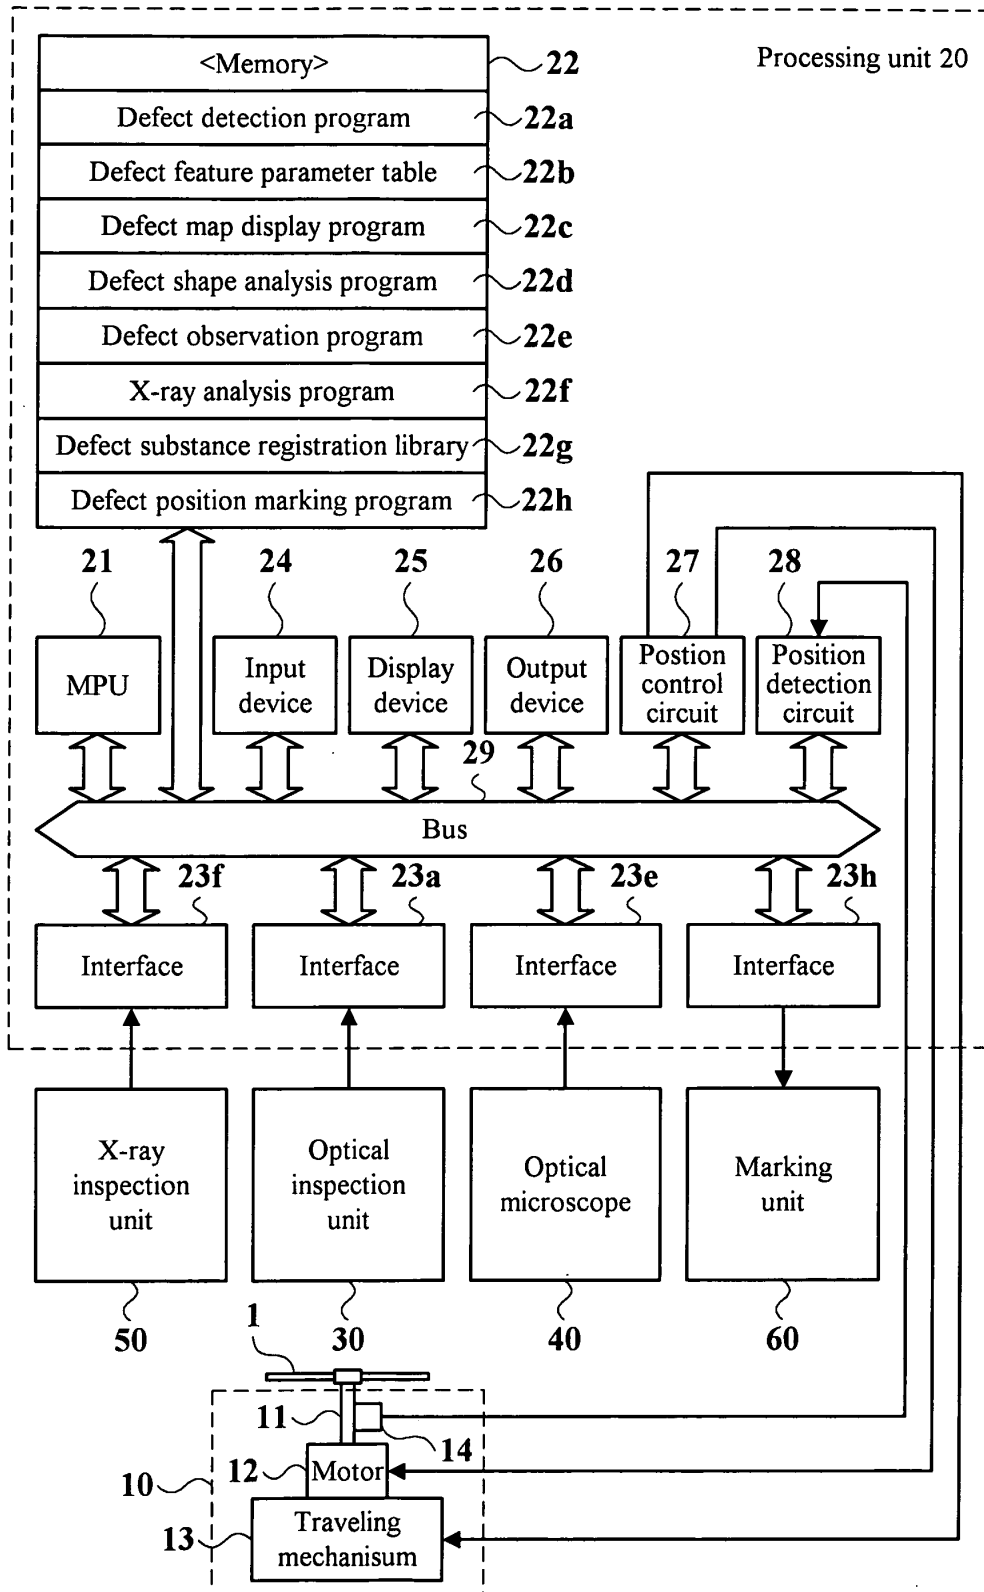 <Memory> 22
Processing unit 20
Defect detection program 22a
Defect feature parameter table 22b
Defect map display program 22c
Defect shape analysis program 22d
Defect observation program 22e
X-ray analysis program 22f
Defect substance registration library 22g
Defect position marking program 22h
21 24 25 26 27 28
MPU
Input
device
Display
device
Output
device
Postion
control
circuit
Position
detection
circuit
29
Bus
23f 23a 23e 23h
Interface Interface Interface Interface
X-ray
inspection
unit
Optical
inspection
unit
Optical
microscope
Marking
unit
50 30 40 60
1
11 14
10 12 Motor
13 Traveling
mechanisum